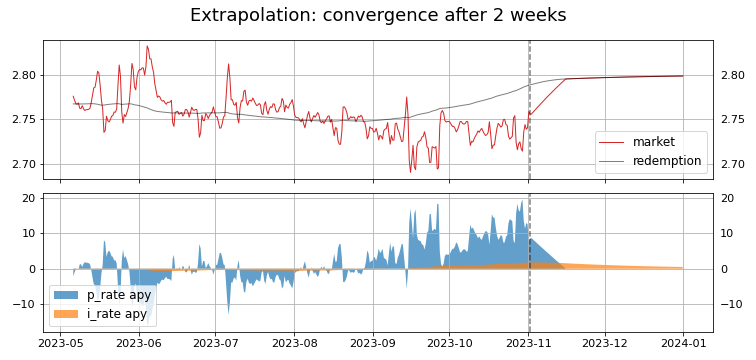 Extrapolation: convergence after 2 weeks
2.80
2.75
2.70
2.80
2.75
2.70
market
redemption
20
10
0
−10
20
10
0
−10
p_rate apy
i_rate apy
2023-05 2023-06 2023-07 2023-08 2023-09 2023-10 2023-11 2023-12 2024-01